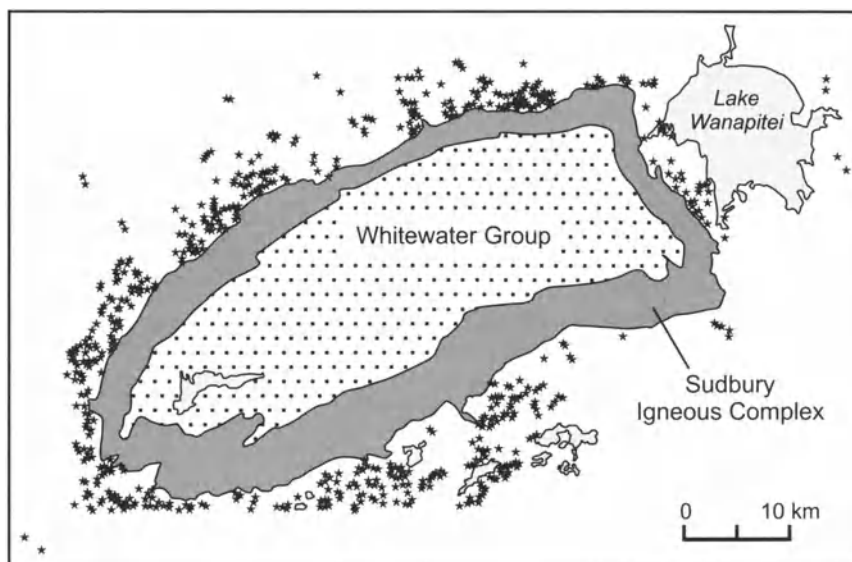 Lake
Wanapitei
Whitewater Group
Sudbury
Igneous Complex
0 10 km